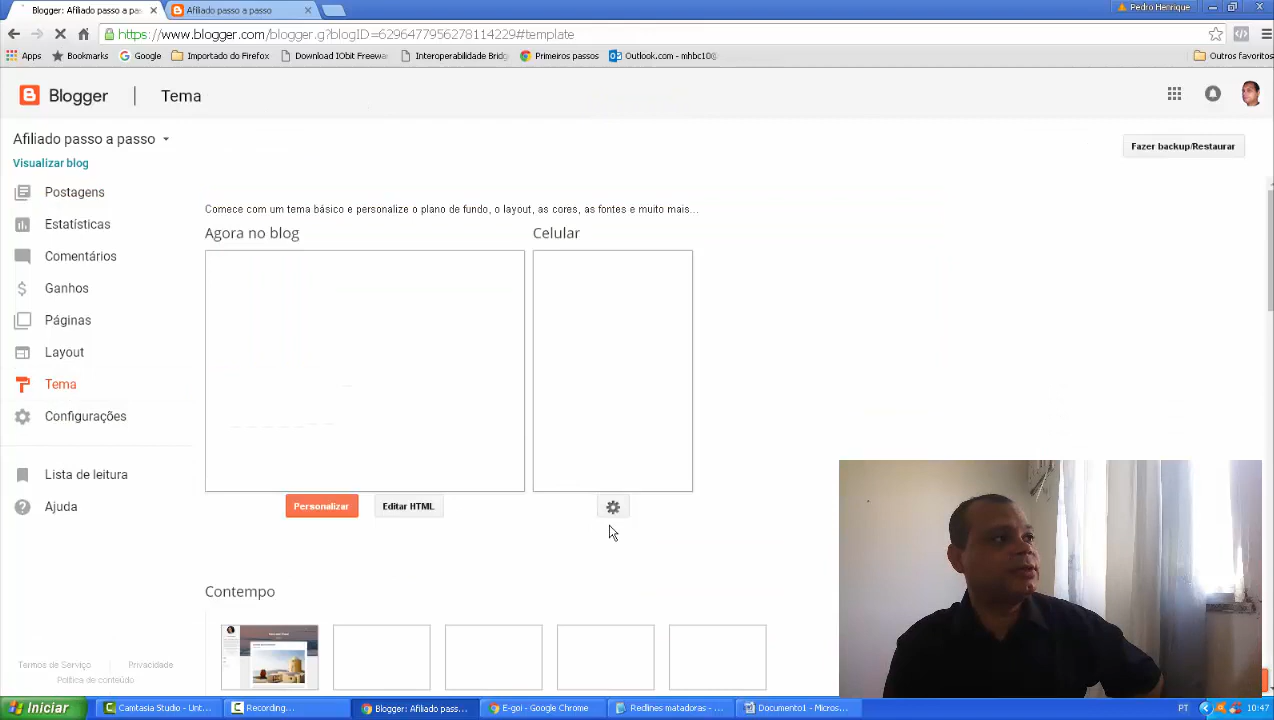 Blogger: Afiliado passo a pas
Afiliado passo a passo
Pedro Henrique
https://www.blogger.com/blogger.g?blogID=6296477956278114229#template
Apps
Bookmarks
Google
Importado do Firefox
Download IObit Freewar
Interoperabilidade Bridg
Primeiros passos
Outlook.com - mhbc10@
Outros favoritos
Blogger
Tema
Afiliado passo a passo
Fazer backup/Restaurar
Visualizar blog
Postagens
Estatísticas
Comentários
Ganhos
Páginas
Layout
Tema
Configurações
Lista de leitura
Ajuda
Comece com um tema básico e personalize o plano de fundo, o layout, as cores, as fontes e muito mais...
Agora no blog
Celular
Personalizar
Editar HTML
Contempo
Termos de Serviço
Privacidade
Política de conteúdo
Iniciar
Camtasia Studio - Unt...
Recording...
Blogger: Afiliado pass...
E-goi - Google Chrome
Redlines matadoras - ...
Documento1 - Micros...
PT
10:47